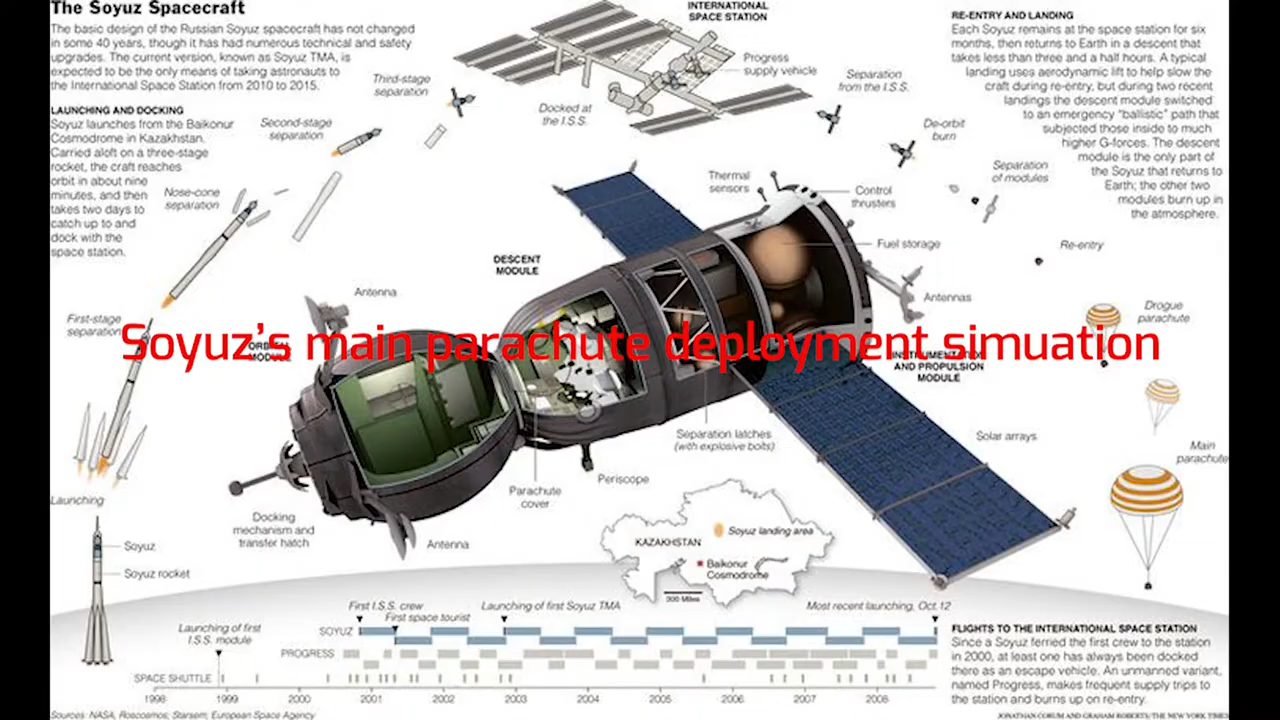 The Soyuz Spacecraft
The basic design of the Russian Soyuz spacecraft has not changed
in some 40 years, though it has had numerous technical and safety
upgrades. The current version, known as Soyuz TMA, is
expected to be the only means of taking astronauts to
the International Space Station from 2010 to 2015.
LAUNCHING AND DOCKING
Soyuz launches from the Baikonur
Cosmodrome in Kazakhstan.
Carried aloft on a three-stage
rocket, the craft reaches
orbit in about nine
minutes, and then
takes two days to
catch up to and
dock with the
space station.
Third-stage
separation
Second-stage
separation
Nose-cone
separation
First-stage
separation
Launching
Soyuz
Soyuz rocket
INTERNATIONAL
SPACE STATION
Progress
supply vehicle
Docked at
the I.S.S.
Separation
from the I.S.S.
De-orbit
burn
Separation
of modules
Re-entry
Drogue
parachute
Main
parachute
RE-ENTRY AND LANDING
Each Soyuz remains at the space station for six
months, then returns to Earth in a descent that
takes less than three and a half hours. A typical
landing uses aerodynamic lift to help slow the
craft during re-entry, but during two recent
landings the descent module switched
to an emergency "ballistic" path that
subjected those inside to much
higher G-forces. The descent
module is the only part of
the Soyuz that returns to
Earth; the other two
modules burn up in
the atmosphere.
Thermal
sensors
Control
thrusters
Fuel storage
Antennas
DESCENT
MODULE
Antenna
ORBITAL
MODULE
Soyuz's main parachute deployment simuation
INSTRUMENTATION
AND PROPULSION
MODULE
Solar arrays
Separation latches
(with explosive bolts)
Periscope
Parachute
cover
Docking
mechanism and
transfer hatch
Antenna
KAZAKHSTAN
Soyuz landing area
Baikonur
Cosmodrome
300 Miles
First I.S.S. crew
First space tourist
Launching of first Soyuz TMA
Most recent launching, Oct.12
Launching of first
I.S.S. module
SOYUZ
PROGRESS
SPACE SHUTTLE
1998 1999 2000 2001 2002 2003 2004 2005 2006 2007 2008
FLIGHTS TO THE INTERNATIONAL SPACE STATION
Since a Soyuz ferried the first crew to the station
in 2000, at least one has always been docked
there as an escape vehicle. An unmanned variant,
named Progress, makes frequent supply trips to
the station and burns up on re-entry.
Sources: NASA, Roscosmos; Starsem; European Space Agency
JONATHAN CORUM AND GRAHAM ROBERTS/THE NEW YORK TIMES